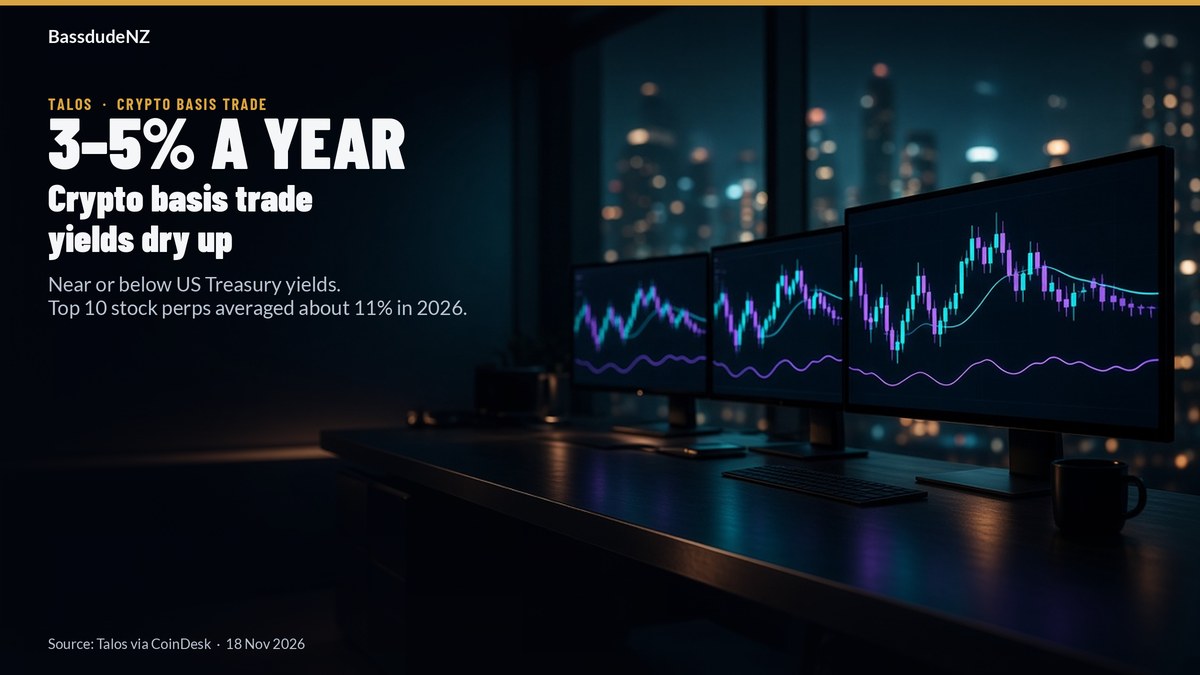 BassdudeNZ
TALOS · CRYPTO BASIS TRADE
3–5% A YEAR
Crypto basis trade
yields dry up
Near or below US Treasury yields.
Top 10 stock perps averaged about 11% in 2026.
Source: Talos via CoinDesk · 18 Nov 2026